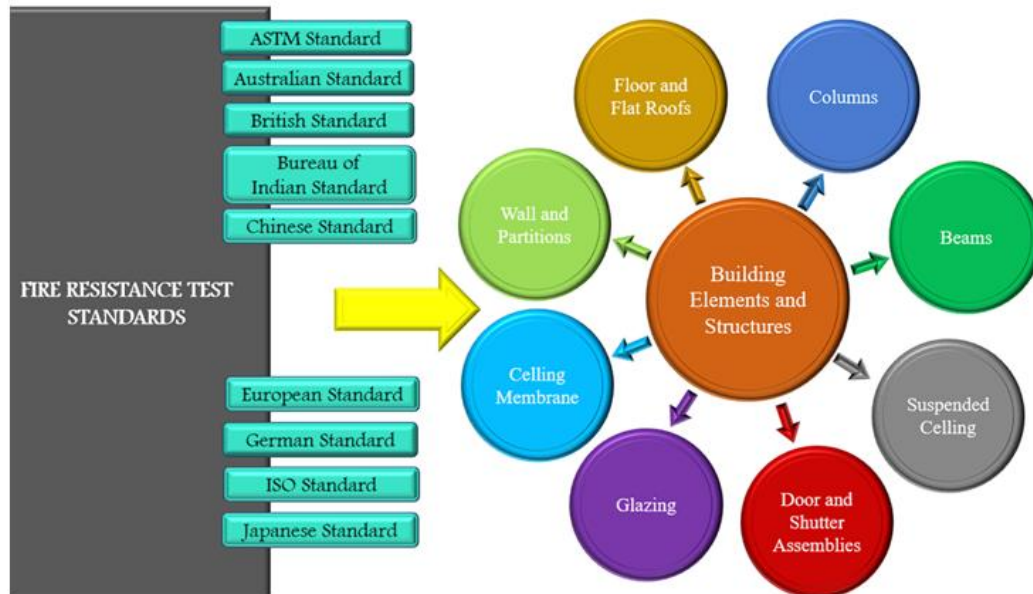 ASTM Standard
Australian Standard
British Standard
Bureau of
Indian Standard
Chinese Standard
FIRE RESISTANCE TEST
STANDARDS
European Standard
German Standard
ISO Standard
Japanese Standard
Floor and
Flat Roofs
Columns
Wall and
Partitions
Beams
Building
Elements and
Structures
Celling
Membrane
Suspended
Celling
Glazing
Door and
Shutter
Assemblies